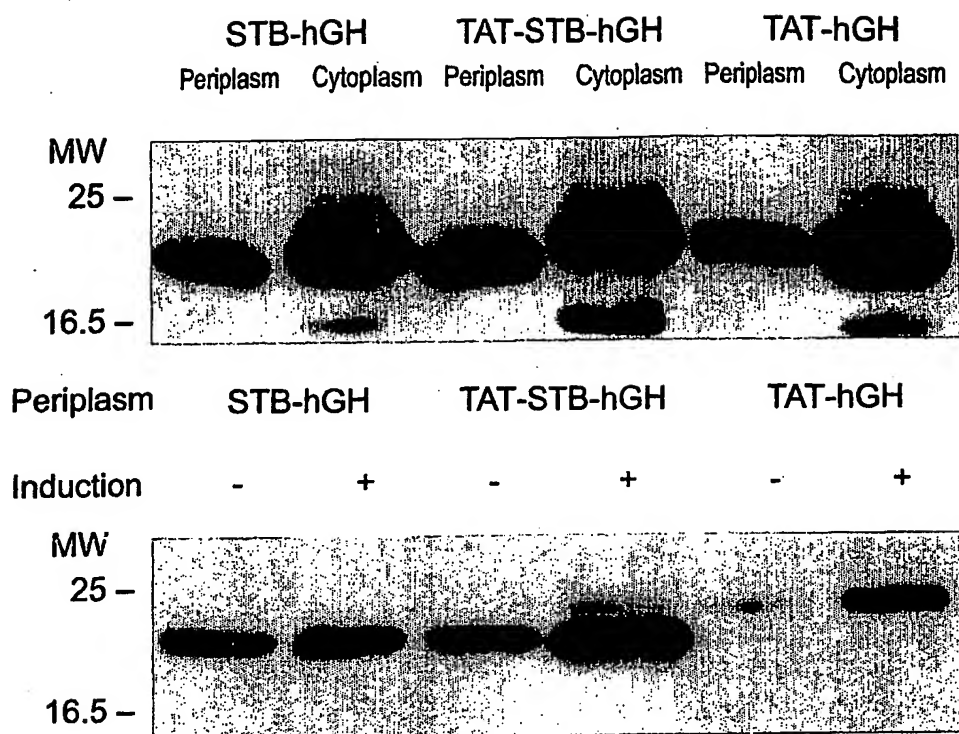 STB-hGH TAT-STB-hGH TAT-hGH
Periplasm Cytoplasm Periplasm Cytoplasm Periplasm Cytoplasm
MW
25 –
16.5 –
Periplasm STB-hGH TAT-STB-hGH TAT-hGH
Induction - + - + - +
MW
25 –
16.5 –